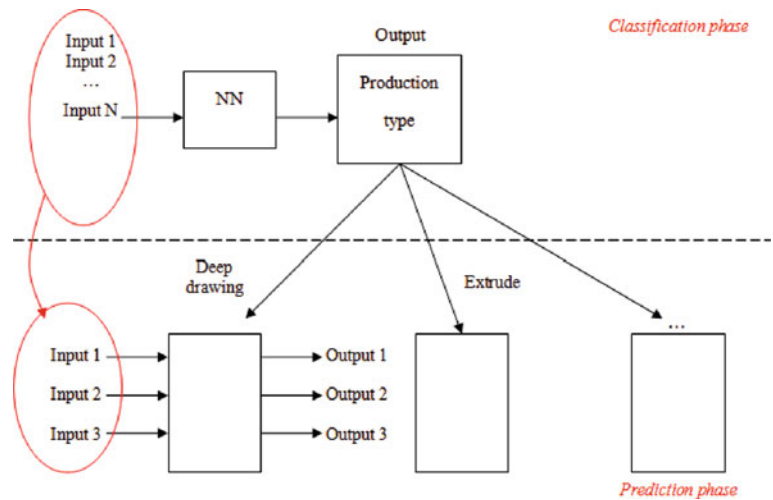 Classification phase
Output
Input 1
Input 2
...
Input N
NN
Production
type
Deep
drawing
Extrude
...
Input 1
Output 1
Input 2
Output 2
Input 3
Output 3
Prediction phase